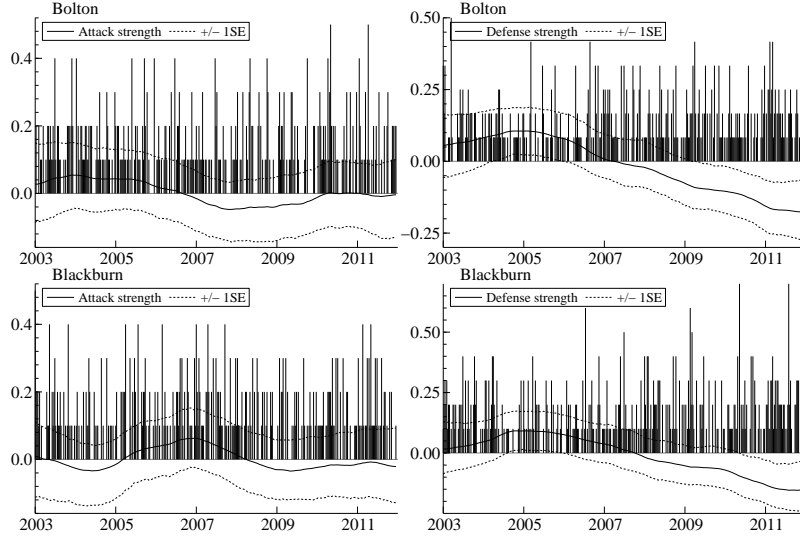 Bolton
Attack strength +/− 1SE
0.4
0.2
0.0
2003 2005 2007 2009 2011
Bolton
0.50
Defense strength +/− 1SE
0.25
0.00
−0.25
2003 2005 2007 2009 2011
Blackburn
Attack strength +/− 1SE
0.4
0.2
0.0
2003 2005 2007 2009 2011
Blackburn
Defense strength +/− 1SE
0.50
0.25
0.00
2003 2005 2007 2009 2011